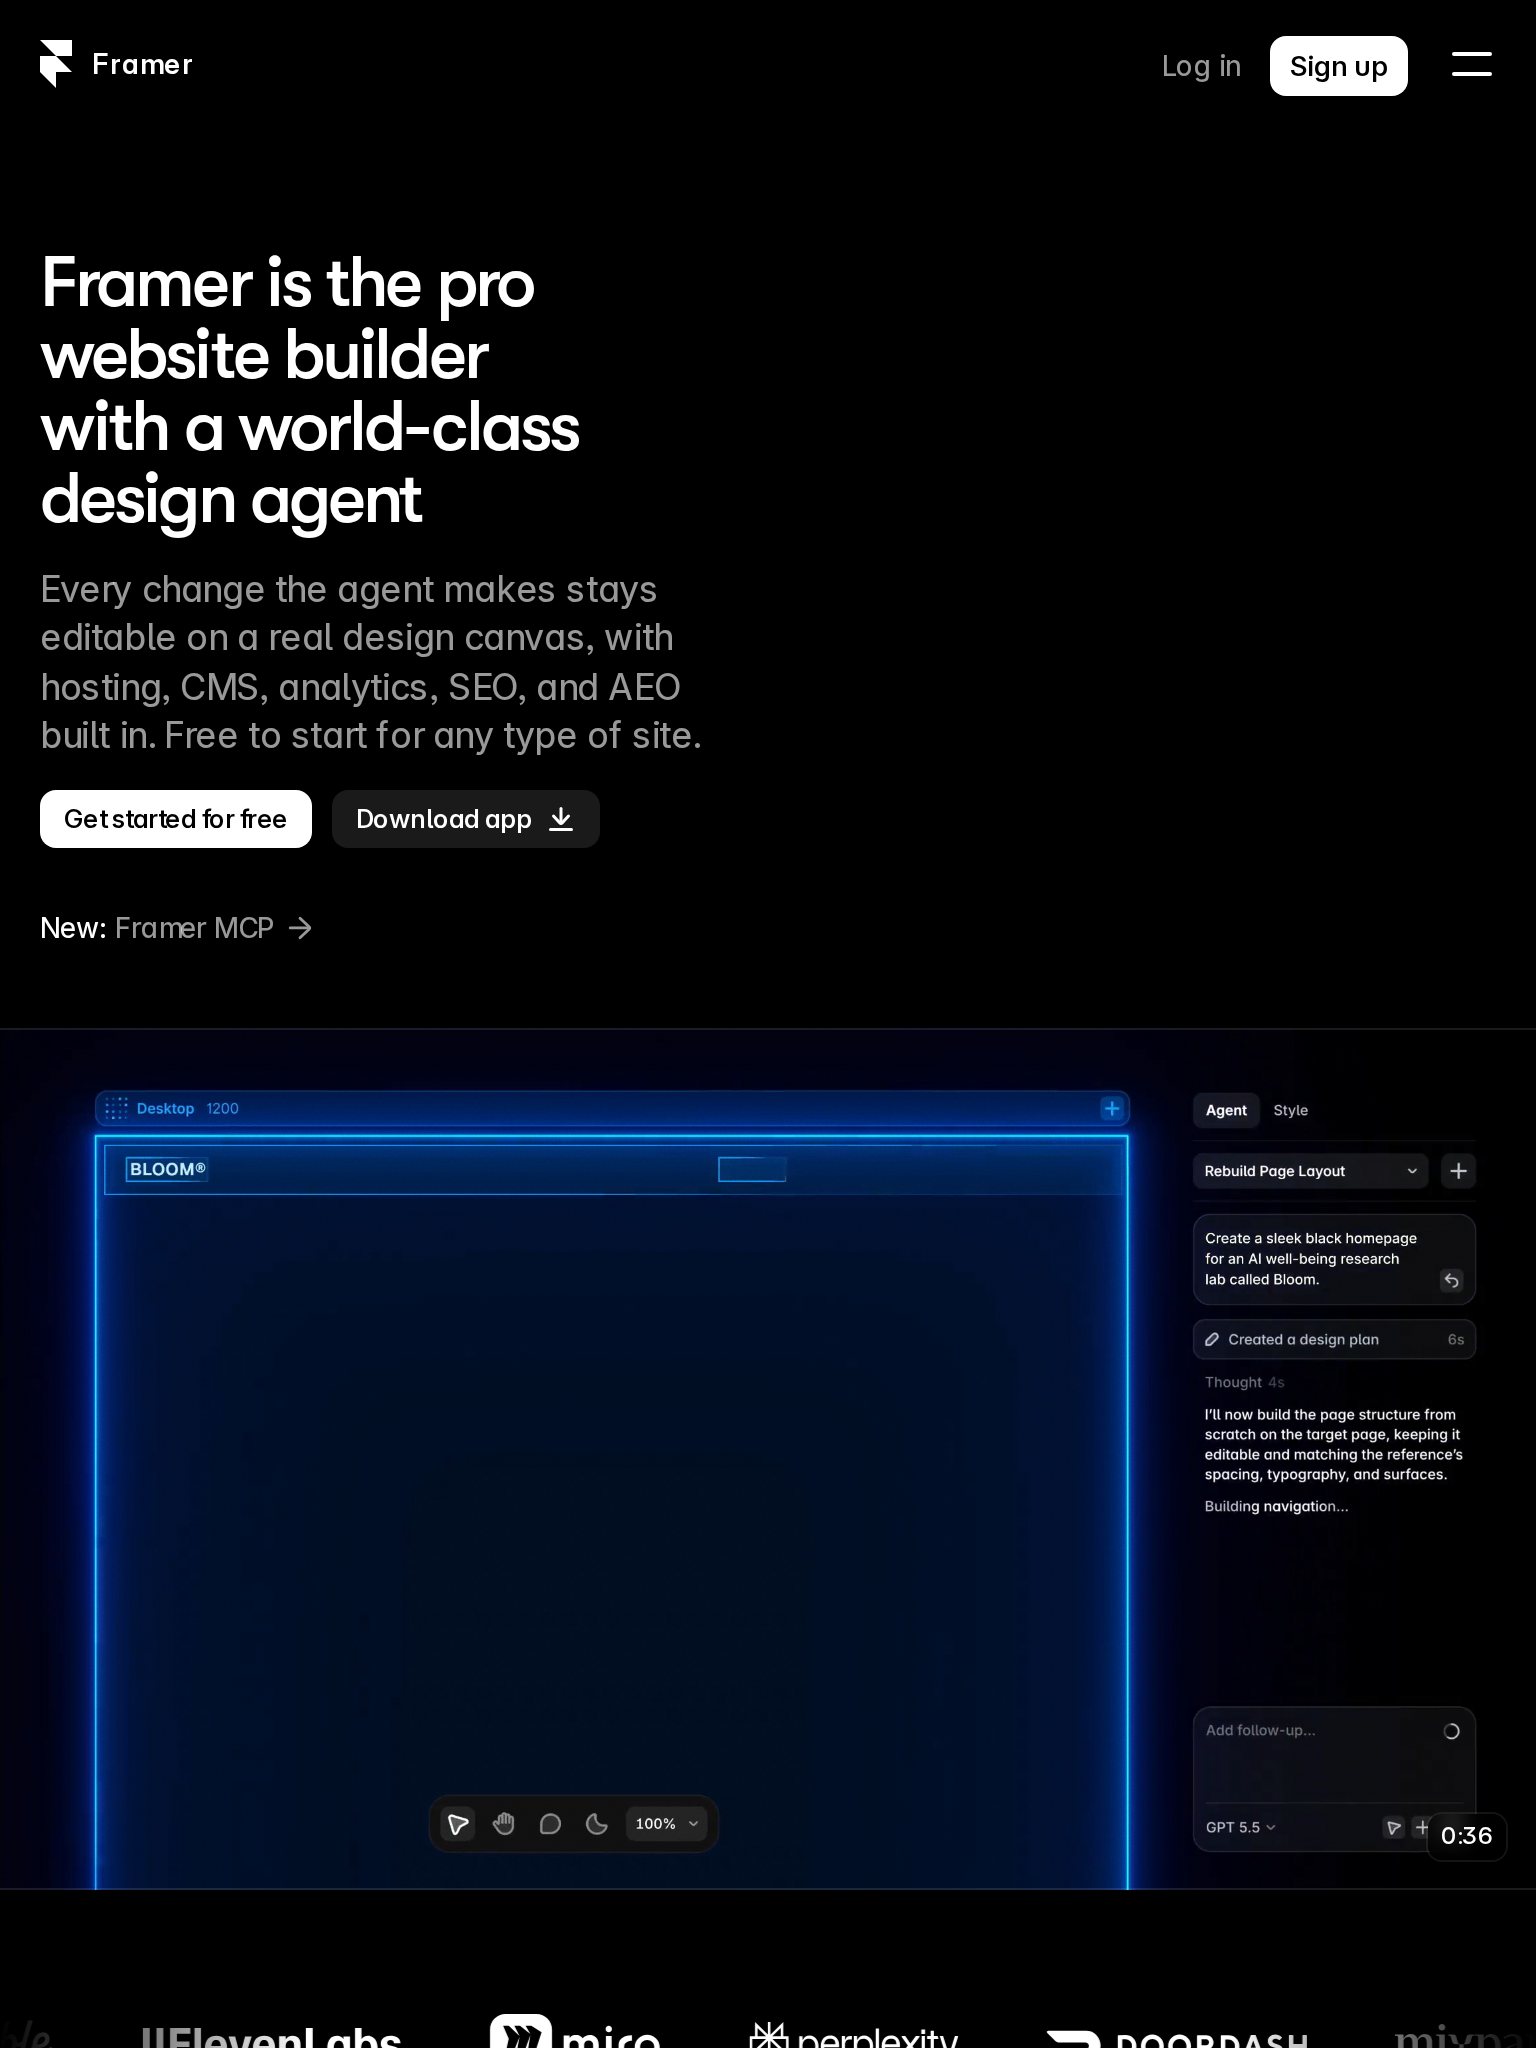 Framer
Log in
Sign up
Framer is the pro
website builder
with a world-class
design agent
Every change the agent makes stays
editable on a real design canvas, with
hosting, CMS, analytics, SEO, and AEO
built in. Free to start for any type of site.
Get started for free
Download app
New: Framer MCP →
Desktop 1200
BLOOM®
Agent Style
Rebuild Page Layout
Create a sleek black homepage
for an AI well-being research
lab called Bloom.
Created a design plan 6s
Thought 4s
I'll now build the page structure from
scratch on the target page, keeping it
editable and matching the reference's
spacing, typography, and surfaces.
Building navigation...
Add follow-up...
100%
GPT 5.5
0:36
IIElevenLabs
miro
perplexity
DOORDASH